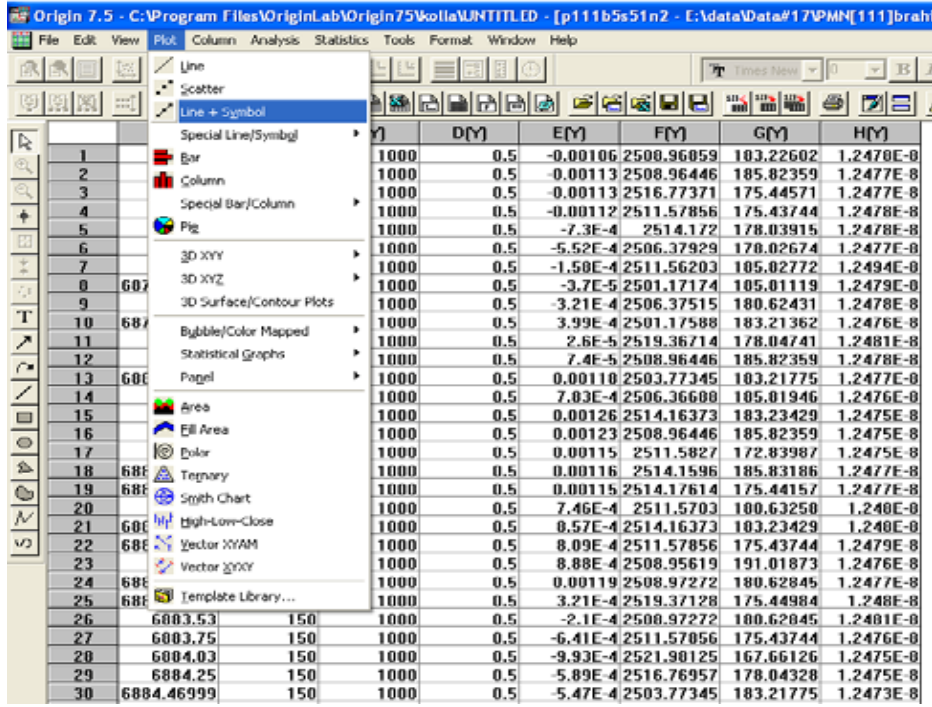 Origin 7.5 - C:\Program Files\OriginLab\Origin75\kolla\UNTITLED - [p111b5s51n2 - E:\data\Data#17\PMN[111]brahi
File Edit View Plot Column Analysis Statistics Tools Format Window Help
Times New 0 B
Line
Scatter
Line + Symbol
Special Line/Symbol
Bar
Column
Special Bar/Column
Pie
3D XYY
3D XYZ
3D Surface/Contour Plots
Bubble/Color Mapped
Statistical Graphs
Panel
Area
Fill Area
Polar
Ternary
Smith Chart
High-Low-Close
Vector XYAM
Vector XYXY
Template Library...
Y) D(Y) E(Y) F(Y) G(Y) H(Y)
1 1000 0.5 -0.00106 2508.96859 183.22602 1.2478E-8
2 1000 0.5 -0.00113 2508.96446 185.82359 1.2477E-8
3 1000 0.5 -0.00113 2516.77371 175.44571 1.2477E-8
4 1000 0.5 -0.00112 2511.57856 175.43744 1.2478E-8
5 1000 0.5 -7.3E-4 2514.172 178.03915 1.2478E-8
6 1000 0.5 -5.52E-4 2506.37929 178.02674 1.2477E-8
7 1000 0.5 -1.58E-4 2511.56203 185.82772 1.2494E-8
8 687 1000 0.5 -3.7E-5 2501.17174 185.81119 1.2479E-8
9 1000 0.5 -3.21E-4 2506.37515 180.62431 1.2478E-8
10 687 1000 0.5 3.99E-4 2501.17588 183.21362 1.2476E-8
11 1000 0.5 2.6E-5 2519.36714 178.04741 1.2481E-8
12 1000 0.5 7.4E-5 2508.96446 185.82359 1.2478E-8
13 688 1000 0.5 0.00118 2503.77345 183.21775 1.2477E-8
14 1000 0.5 7.83E-4 2506.36688 185.81946 1.2476E-8
15 1000 0.5 0.00126 2514.16373 183.23429 1.2475E-8
16 1000 0.5 0.00123 2508.96446 185.82359 1.2475E-8
17 1000 0.5 0.00115 2511.5827 172.83987 1.2475E-8
18 688 1000 0.5 0.00116 2514.1596 185.83186 1.2477E-8
19 688 1000 0.5 0.00115 2514.17614 175.44157 1.2477E-8
20 1000 0.5 7.46E-4 2511.5703 180.63258 1.248E-8
21 688 1000 0.5 8.57E-4 2514.16373 183.23429 1.248E-8
22 688 1000 0.5 8.09E-4 2511.57856 175.43744 1.2479E-8
23 1000 0.5 8.88E-4 2508.95619 191.01873 1.2476E-8
24 688 1000 0.5 0.00119 2508.97272 180.62845 1.2477E-8
25 688 1000 0.5 3.21E-4 2519.37128 175.44984 1.248E-8
26 6883.53 150 1000 0.5 -2.1E-4 2508.97272 180.62845 1.2481E-8
27 6883.75 150 1000 0.5 -6.41E-4 2511.57856 175.43744 1.2476E-8
28 6884.03 150 1000 0.5 -9.93E-4 2521.98125 167.66126 1.2475E-8
29 6884.25 150 1000 0.5 -5.89E-4 2516.76957 178.04328 1.2475E-8
30 6884.46999 150 1000 0.5 -5.47E-4 2503.77345 183.21775 1.2473E-8